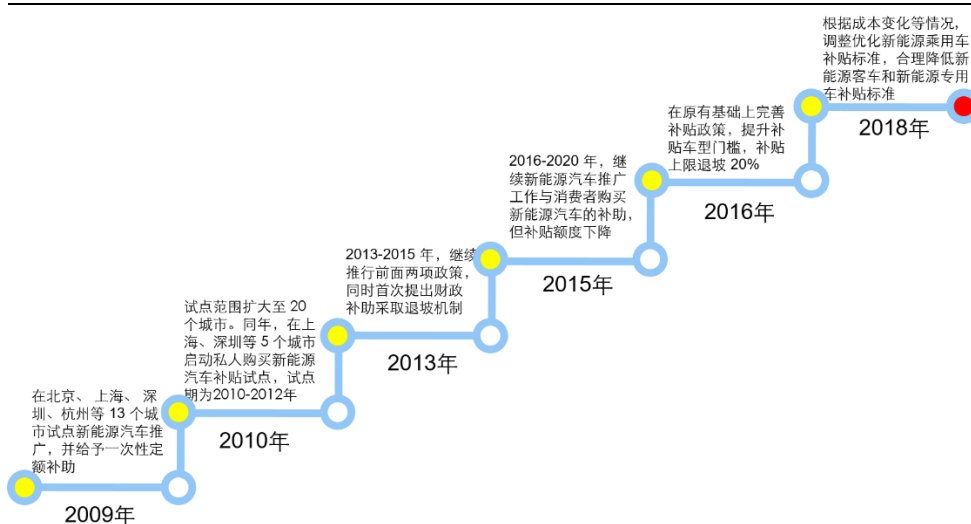 在北京、 上海、 深
圳、杭州等 13 个城
市试点新能源汽车推
广，并给予一次性定
额补助
2009年
试点范围扩大至 20
个城市。同年，在上
海、深圳等 5 个城市
启动私人购买新能源
汽车补贴试点，试点
期为2010-2012年
2010年
2013-2015 年，继续
推行前面两项政策，
同时首次提出财政
补助采取退坡机制
2013年
2016-2020 年，继
续新能源汽车推广
工作与消费者购买
新能源汽车的补助，
但补贴额度下降
2015年
在原有基础上完善
补贴政策，提升补
贴车型门槛，补贴
上限退坡 20%
2016年
根据成本变化等情况，
调整优化新能源乘用车
补贴标准，合理降低新
能源客车和新能源专用
车补贴标准
2018年